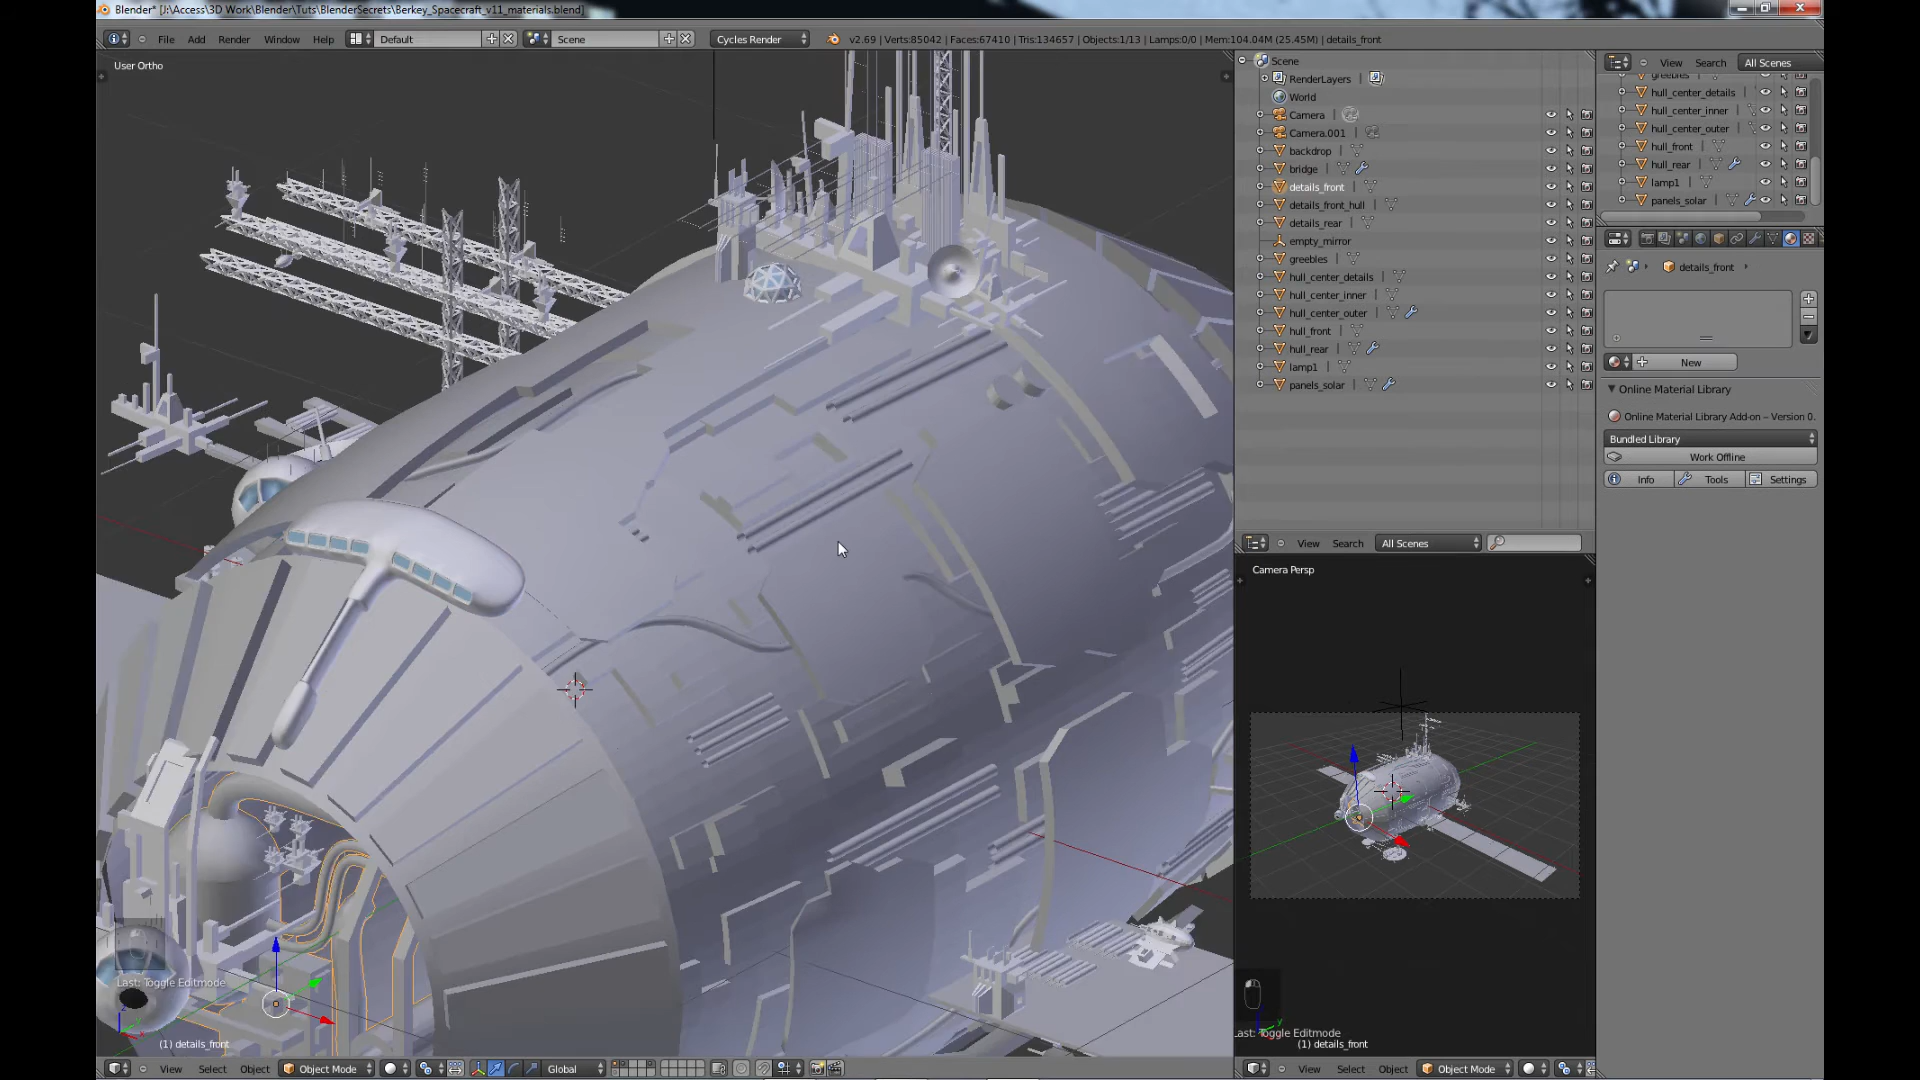 Blender* [J:\Access\3D Work\Blender\Tuts\BlenderSecrets\Berkey_Spacecraft_v11_materials.blend]
File Add Render Window Help Default Scene Cycles Render v2.69 | Verts:85042 | Faces:67410 | Tris:134657 | Objects:1/13 | Lamps:0/0 | Mem:104.04M (25.45M) | details_front
User Ortho
Last: Toggle Editmode
(1) details_front
View Select Object Object Mode Global
Scene
RenderLayers
World
Camera
Camera.001
backdrop
bridge
details_front
details_front_hull
details_rear
empty_mirror
greebles
hull_center_details
hull_center_inner
hull_center_outer
hull_front
hull_rear
lamp1
panels_solar
View Search All Scenes
Camera Persp
Last: Toggle Editmode
(1) details_front
View Select Object Object Mode
View Search All Scenes
greebles
hull_center_details
hull_center_inner
hull_center_outer
hull_front
hull_rear
lamp1
panels_solar
details_front
New
Online Material Library
Online Material Library Add-on – Version 0.
Bundled Library
Work Offline
Info Tools Settings